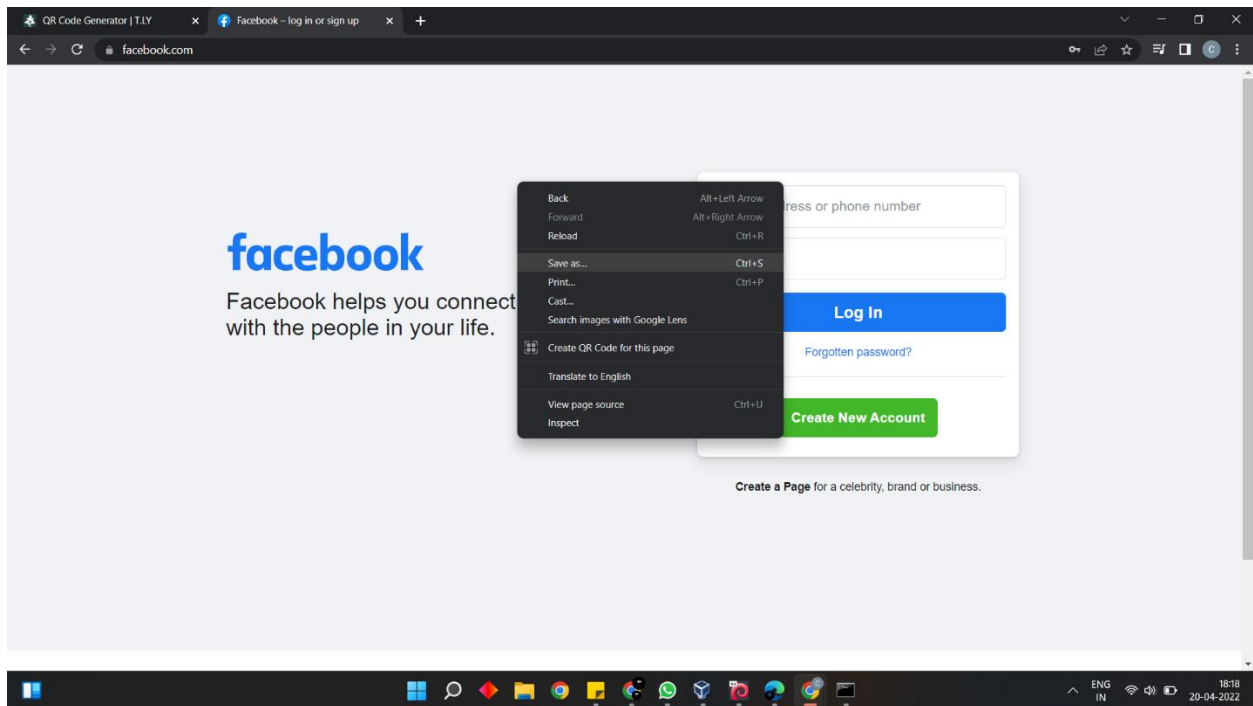 QR Code Generator | T.LY
Facebook – log in or sign up
facebook.com
C
facebook
Facebook helps you connect
with the people in your life.
Back Alt+Left Arrow
Forward Alt+Right Arrow
Reload Ctrl+R
Save as... Ctrl+S
Print... Ctrl+P
Cast...
Search images with Google Lens
Create QR Code for this page
Translate to English
View page source Ctrl+U
Inspect
ress or phone number
Log In
Forgotten password?
Create New Account
Create a Page for a celebrity, brand or business.
ENG
IN
18:18
20-04-2022